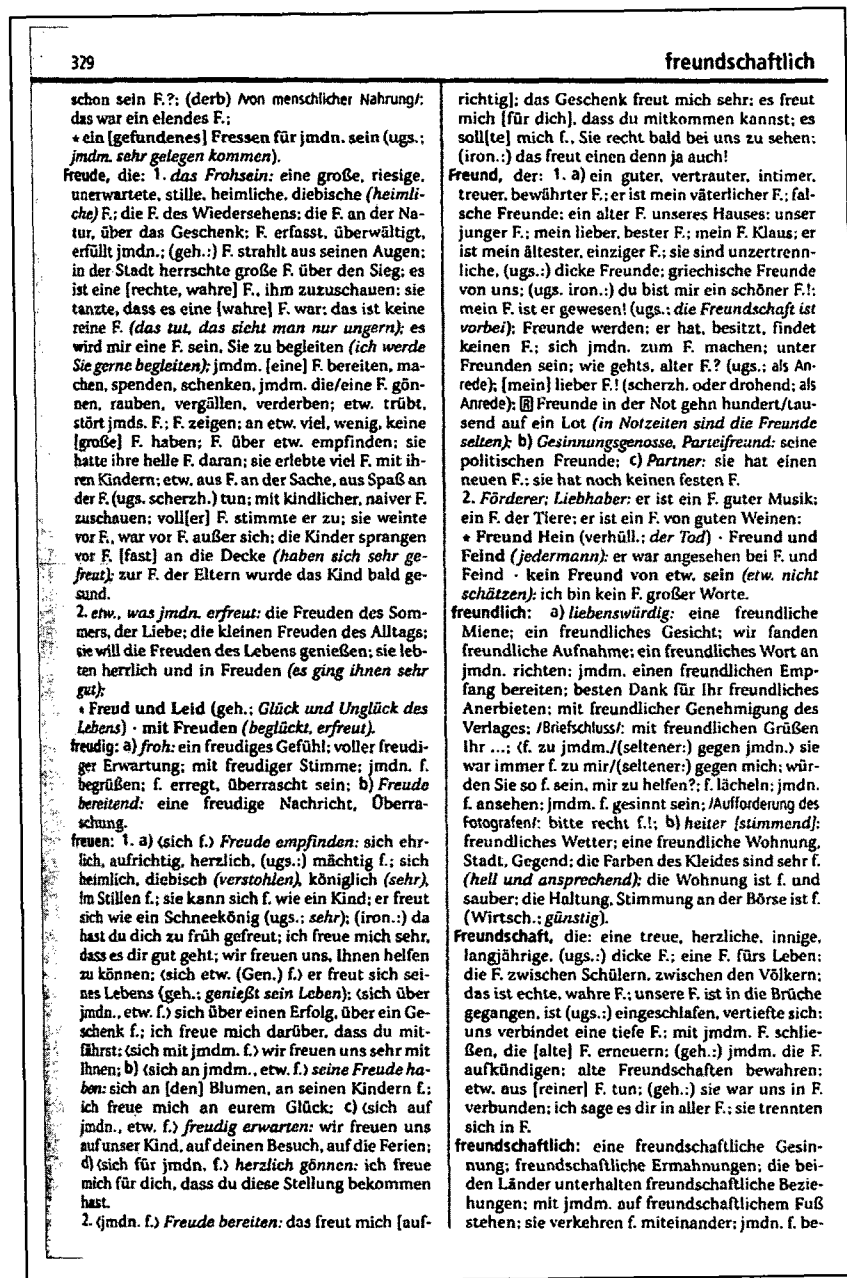 329
freundschaftlich
schon sein F.?; (derb) /von menschlicher Nahrung/:
das war ein elendes F.;
* ein [gefundenes] Fressen für jmdn. sein (ugs.;
jmdm. sehr gelegen kommen).
Freude, die: 1. das Frohsein: eine große, riesige,
unerwartete, stille, heimliche, diebische (heimli-
che) F.; die F. des Wiedersehens; die F. an der Na-
tur, über das Geschenk; F. erfasst, überwältigt,
erfüllt jmdn.; (geh.:) F. strahlt aus seinen Augen;
in der Stadt herrschte große F. über den Sieg; es
ist eine [rechte, wahre] F., ihm zuzuschauen; sie
tanzte, dass es eine [wahre] F. war; das ist keine
reine F. (das tut, das sieht man nur ungern); es
wird mir eine F. sein, Sie zu begleiten (ich werde
Sie gerne begleiten); jmdm. [eine] F. bereiten, ma-
chen, spenden, schenken, jmdm. die/eine F. gön-
nen, rauben, vergällen, verderben; etw. trübt,
stört jmds. F.; F. zeigen; an etw. viel, wenig, keine
[große] F. haben; F. über etw. empfinden; sie
hatte ihre helle F. daran; sie erlebte viel F. mit ih-
ren Kindern; etw. aus F. an der Sache, aus Spaß an
der F. (ugs. scherzh.) tun; mit kindlicher, naiver F.
zuschauen; voll[er] F. stimmte er zu; sie weinte
vor F., war vor F. außer sich; die Kinder sprangen
vor F. [fast] an die Decke (haben sich sehr ge-
freut); zur F. der Eltern wurde das Kind bald ge-
sund.
2. etw., was jmdn. erfreut: die Freuden des Som-
mers, der Liebe; die kleinen Freuden des Alltags;
sie will die Freuden des Lebens genießen; sie leb-
ten herrlich und in Freuden (es ging ihnen sehr
gut);
* Freud und Leid (geh.; Glück und Unglück des
Lebens) · mit Freuden (beglückt, erfreut).
freudig: a) froh: ein freudiges Gefühl; voller freudi-
ger Erwartung; mit freudiger Stimme; jmdn. f.
begrüßen; f. erregt, überrascht sein; b) Freude
bereitend: eine freudige Nachricht, Überra-
schung.
freuen: 1. a) ⟨sich f.⟩ Freude empfinden: sich ehr-
lich, aufrichtig, herzlich, (ugs.:) mächtig f.; sich
heimlich, diebisch (verstohlen), königlich (sehr),
im Stillen f.; sie kann sich f. wie ein Kind; er freut
sich wie ein Schneekönig (ugs.; sehr); (iron.:) da
hast du dich zu früh gefreut; ich freue mich sehr,
dass es dir gut geht; wir freuen uns, Ihnen helfen
zu können; ⟨sich etw. (Gen.) f.⟩ er freut sich sei-
nes Lebens (geh.; genießt sein Leben); ⟨sich über
jmdn., etw. f.⟩ sich über einen Erfolg, über ein Ge-
schenk f.; ich freue mich darüber, dass du mit-
fährst; ⟨sich mit jmdm. f.⟩ wir freuen uns sehr mit
Ihnen; b) ⟨sich an jmdm., etw. f.⟩ seine Freude ha-
ben: sich an [den] Blumen, an seinen Kindern f.;
ich freue mich an eurem Glück; c) ⟨sich auf
jmdn., etw. f.⟩ freudig erwarten: wir freuen uns
auf unser Kind, auf deinen Besuch, auf die Ferien;
d) ⟨sich für jmdn. f.⟩ herzlich gönnen: ich freue
mich für dich, dass du diese Stellung bekommen
hast.
2. ⟨jmdn. f.⟩ Freude bereiten: das freut mich [auf-
richtig]; das Geschenk freut mich sehr; es freut
mich [für dich], dass du mitkommen kannst; es
soll[te] mich f., Sie recht bald bei uns zu sehen;
(iron.:) das freut einen denn ja auch!
Freund, der: 1. a) ein guter, vertrauter, intimer,
treuer, bewährter F.; er ist mein väterlicher F.; fal-
sche Freunde; ein alter F. unseres Hauses; unser
junger F.; mein lieber, bester F.; mein F. Klaus; er
ist mein ältester, einziger F.; sie sind unzertrenn-
liche, (ugs.:) dicke Freunde; griechische Freunde
von uns; (ugs. iron.:) du bist mir ein schöner F.!;
mein F. ist er gewesen! (ugs.; die Freundschaft ist
vorbei); Freunde werden; er hat, besitzt, findet
keinen F.; sich jmdn. zum F. machen; unter
Freunden sein; wie gehts, alter F.? (ugs.; als An-
rede); [mein] lieber F.! (scherzh. oder drohend; als
Anrede); R Freunde in der Not gehn hundert/tau-
send auf ein Lot (in Notzeiten sind die Freunde
selten); b) Gesinnungsgenosse, Parteifreund: seine
politischen Freunde; c) Partner: sie hat einen
neuen F.; sie hat noch keinen festen F.
2. Förderer; Liebhaber: er ist ein F. guter Musik;
ein F. der Tiere; er ist ein F. von guten Weinen;
* Freund Hein (verhüll.; der Tod) · Freund und
Feind (jedermann): er war angesehen bei F. und
Feind · kein Freund von etw. sein (etw. nicht
schätzen): ich bin kein F. großer Worte.
freundlich: a) liebenswürdig: eine freundliche
Miene; ein freundliches Gesicht; wir fanden
freundliche Aufnahme; ein freundliches Wort an
jmdn. richten; jmdm. einen freundlichen Emp-
fang bereiten; besten Dank für Ihr freundliches
Anerbieten; mit freundlicher Genehmigung des
Verlages; /Briefschluss/: mit freundlichen Grüßen
Ihr ...; ⟨f. zu jmdm./(seltener:) gegen jmdn.⟩ sie
war immer f. zu mir/(seltener:) gegen mich; wür-
den Sie so f. sein, mir zu helfen?; f. lächeln; jmdn.
f. ansehen; jmdm. f. gesinnt sein; /Aufforderung des
Fotografen/: bitte recht f.!; b) heiter [stimmend]:
freundliches Wetter; eine freundliche Wohnung,
Stadt, Gegend; die Farben des Kleides sind sehr f.
(hell und ansprechend); die Wohnung ist f. und
sauber; die Haltung, Stimmung an der Börse ist f.
(Wirtsch.; günstig).
Freundschaft, die: eine treue, herzliche, innige,
langjährige, (ugs.:) dicke F.; eine F. fürs Leben;
die F. zwischen Schülern, zwischen den Völkern;
das ist echte, wahre F.; unsere F. ist in die Brüche
gegangen, ist (ugs.:) eingeschlafen, vertiefte sich;
uns verbindet eine tiefe F.; mit jmdm. F. schlie-
ßen, die [alte] F. erneuern; (geh.:) jmdm. die F.
aufkündigen; alte Freundschaften bewahren;
etw. aus [reiner] F. tun; (geh.:) sie war uns in F.
verbunden; ich sage es dir in aller F.; sie trennten
sich in F.
freundschaftlich: eine freundschaftliche Gesin-
nung; freundschaftliche Ermahnungen; die bei-
den Länder unterhalten freundschaftliche Bezie-
hungen; mit jmdm. auf freundschaftlichem Fuß
stehen; sie verkehren f. miteinander; jmdn. f. be-